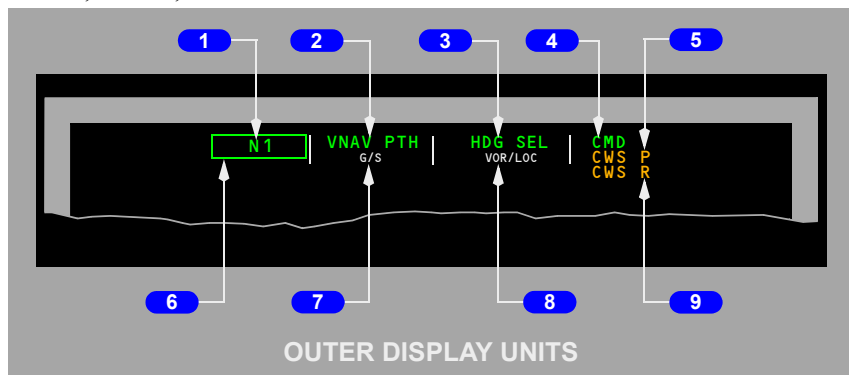 1 2 3 4 5
N1 VNAV PTH HDG SEL CMD
G/S VOR/LOC CWS P
CWS R
6 7 8 9
OUTER DISPLAY UNITS